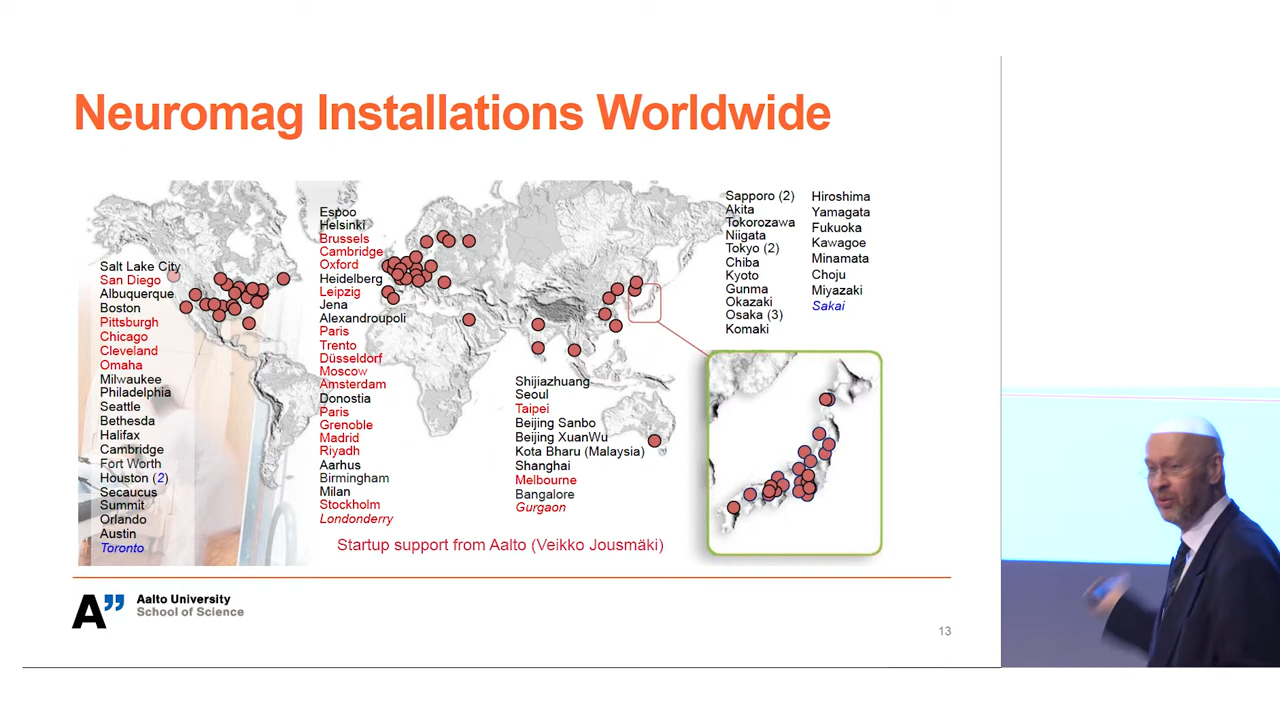 Neuromag Installations Worldwide
Salt Lake City
San Diego
Albuquerque
Boston
Pittsburgh
Chicago
Cleveland
Omaha
Milwaukee
Philadelphia
Seattle
Bethesda
Halifax
Cambridge
Fort Worth
Houston (2)
Secaucus
Summit
Orlando
Austin
Toronto
Espoo
Helsinki
Brussels
Cambridge
Oxford
Heidelberg
Leipzig
Jena
Alexandroupoli
Paris
Trento
Düsseldorf
Moscow
Amsterdam
Donostia
Paris
Grenoble
Madrid
Riyadh
Aarhus
Birmingham
Milan
Stockholm
Londonderry
Shijiazhuang
Seoul
Taipei
Beijing Sanbo
Beijing XuanWu
Kota Bharu (Malaysia)
Shanghai
Melbourne
Bangalore
Gurgaon
Sapporo (2)
Akita
Tokorozawa
Niigata
Tokyo (2)
Chiba
Kyoto
Gunma
Okazaki
Osaka (3)
Komaki
Hiroshima
Yamagata
Fukuoka
Kawagoe
Minamata
Choju
Miyazaki
Sakai
Startup support from Aalto (Veikko Jousmäki)
A”
Aalto University
School of Science
13